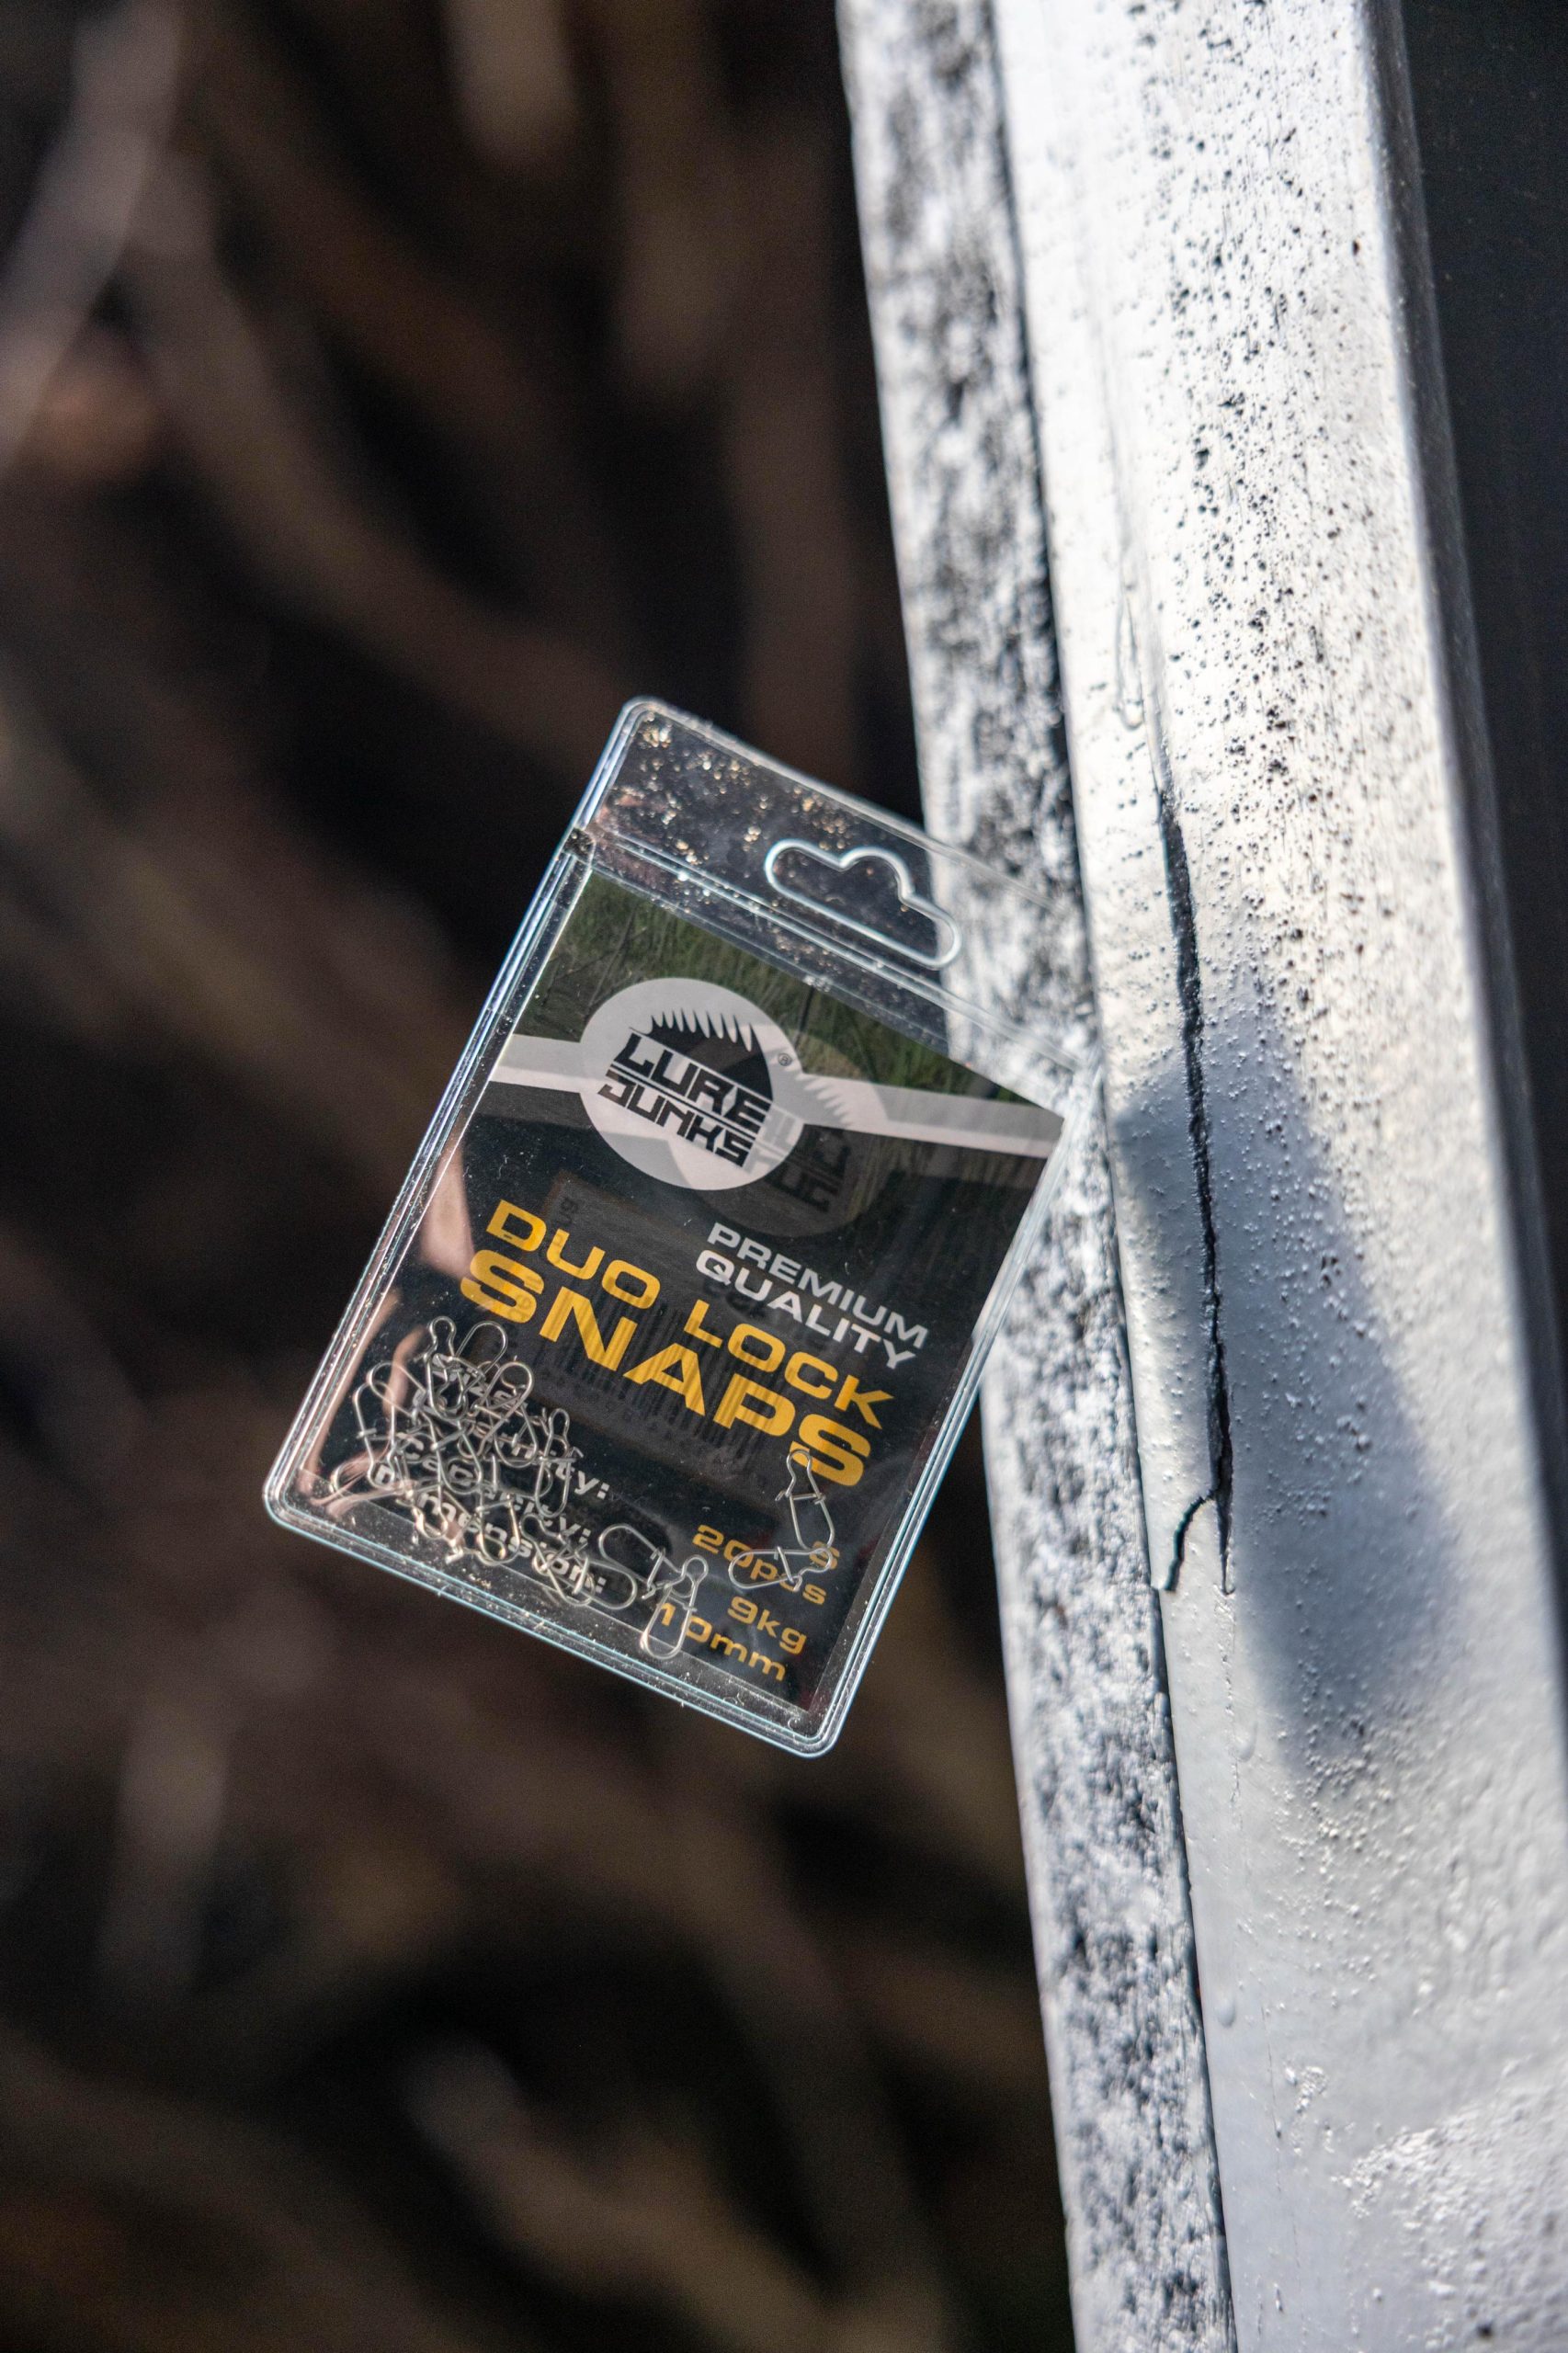 LURE
JUNKS
®
PREMIUM
QUALITY
DUO LOCK
SNAPS
S
20pcs
9kg
10mm